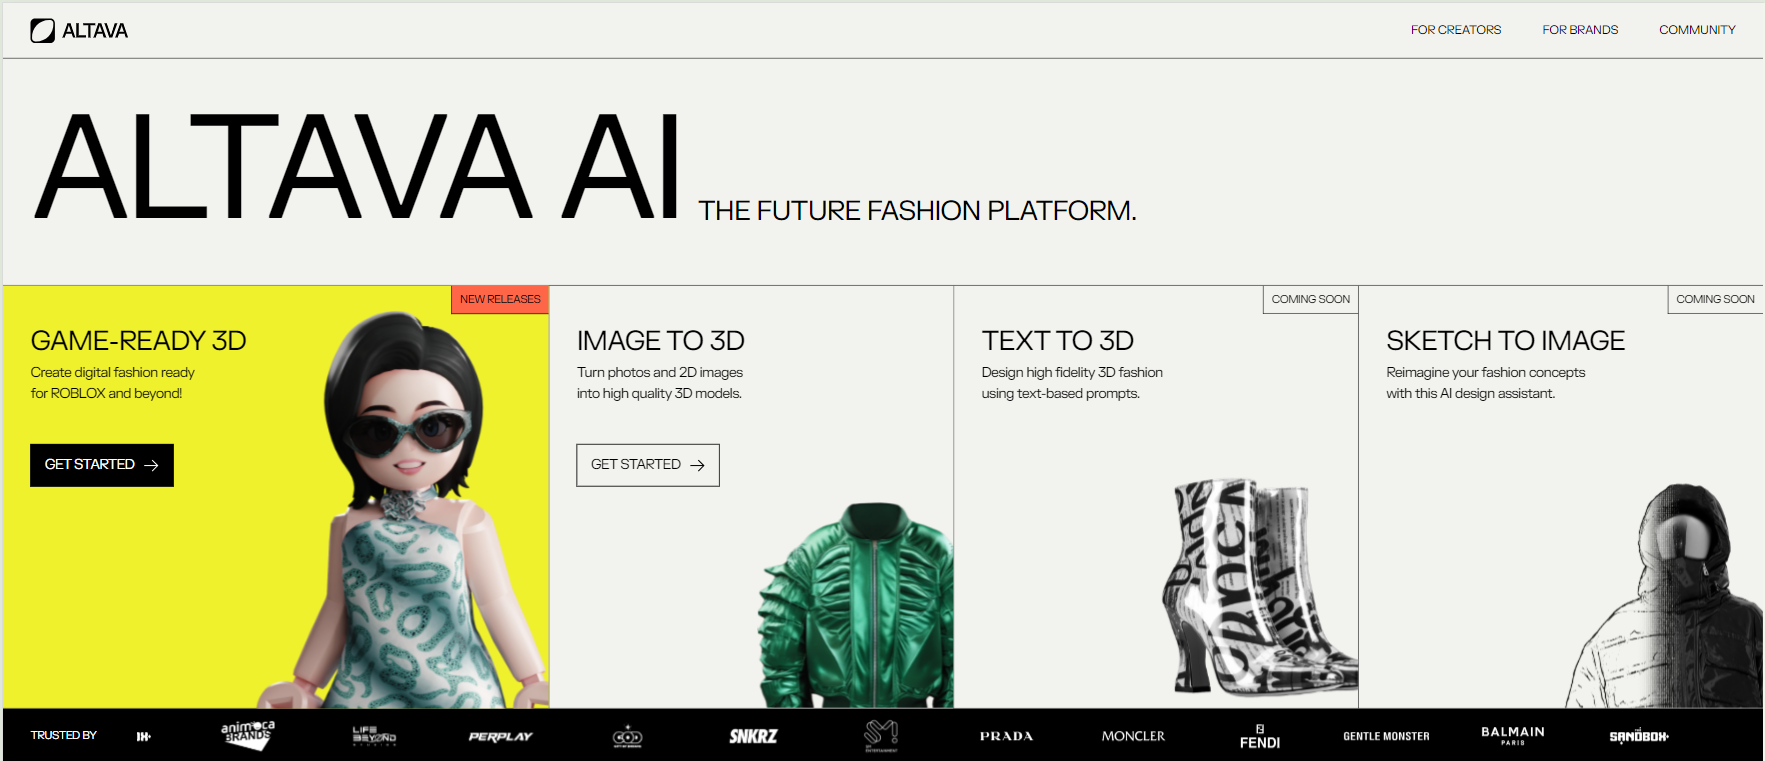 ALTAVA
FOR CREATORS
FOR BRANDS
COMMUNITY
ALTAVA AI
THE FUTURE FASHION PLATFORM.
NEW RELEASES
GAME-READY 3D
Create digital fashion ready
for ROBLOX and beyond!
GET STARTED
IMAGE TO 3D
Turn photos and 2D images
into high quality 3D models.
GET STARTED
COMING SOON
TEXT TO 3D
Design high fidelity 3D fashion
using text-based prompts.
COMING SOON
SKETCH TO IMAGE
Reimagine your fashion concepts
with this AI design assistant.
TRUSTED BY
animoca
BRANDS
LIFE
BEYOND
STUDIOS
PERPLAY
SNKRZ
SM
ENTERTAINMENT
PRADA
MONCLER
FENDI
GENTLE MONSTER
BALMAIN
PARIS
THE
SANDBOX